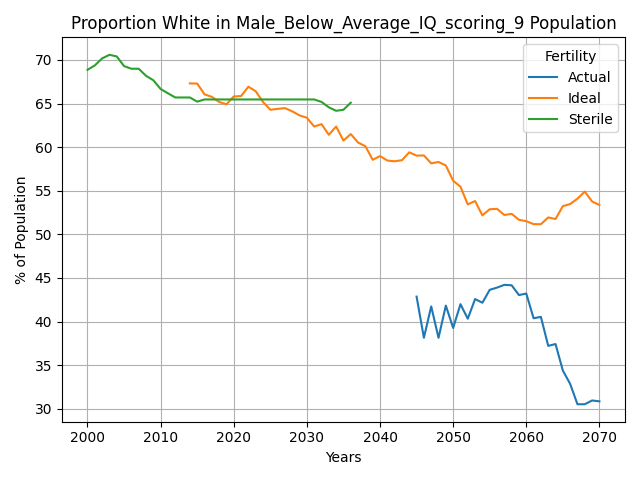 Proportion White in Male_Below_Average_IQ_scoring_9 Population
Fertility
Actual
Ideal
Sterile
% of Population
70
65
60
55
50
45
40
35
30
2000 2010 2020 2030 2040 2050 2060 2070
Years